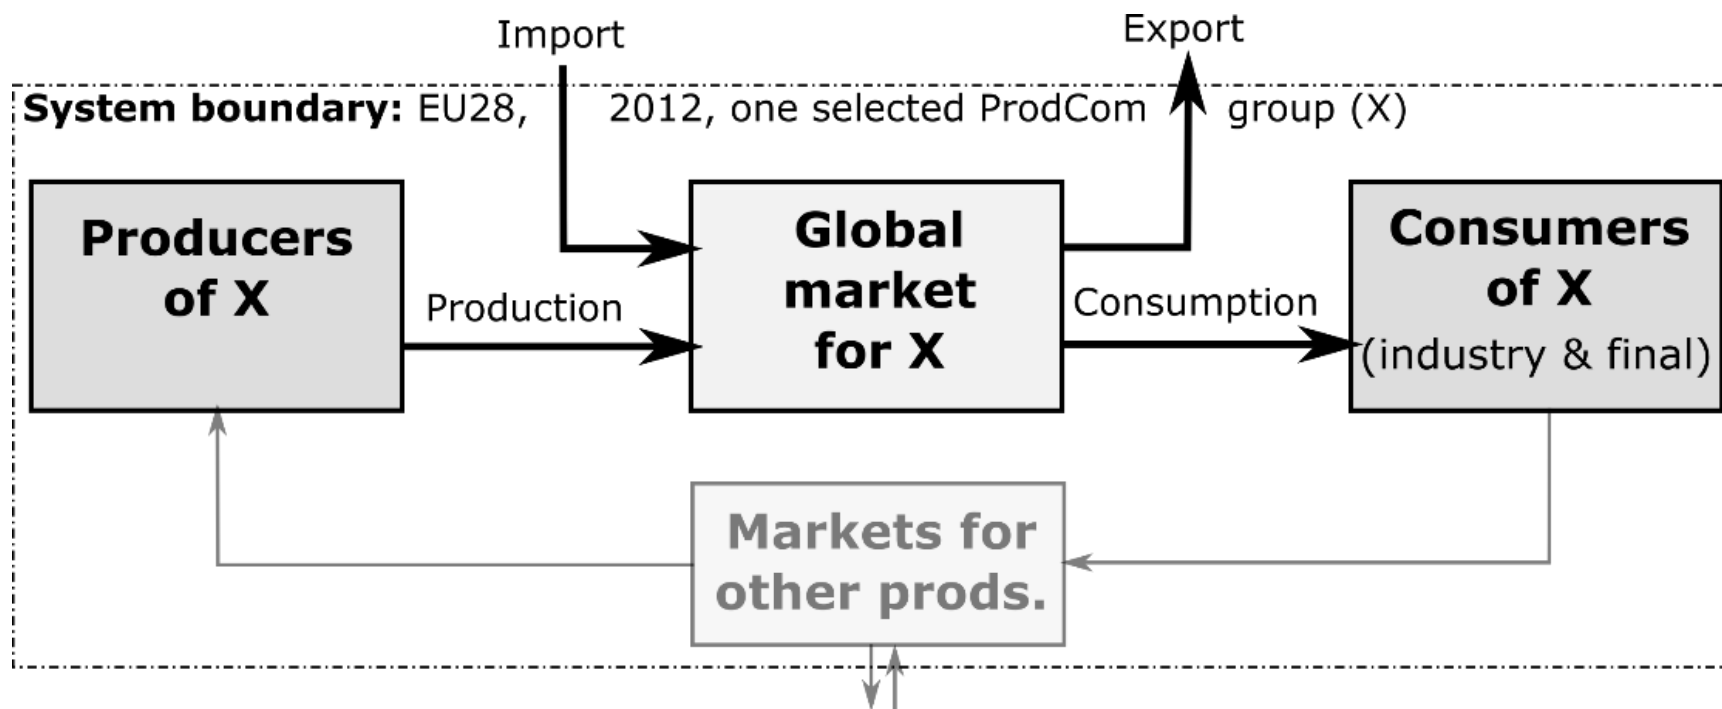 Import
Export
System boundary: EU28, 2012, one selected ProdCom group (X)
Producers
of X
Production
Global
market
for X
Consumption
Consumers
of X
(industry & final)
Markets for
other prods.